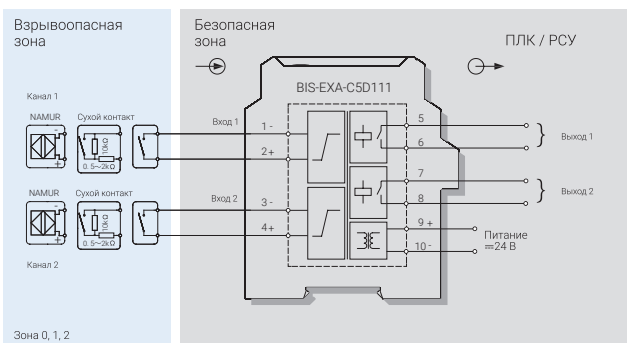 Взрывоопасная
зона
Безопасная
зона
ПЛК / РСУ
BIS-EXA-C5D111
Канал 1
NAMUR
Сухой контакт
-
+
10kΩ
0. 5~2kΩ
Вход 1
1 -
2+
5
6
Выход 1
NAMUR
Сухой контакт
-
+
10kΩ
0. 5~2kΩ
Вход 2
3 -
4+
7
8
Выход 2
9 +
10 -
Питание
⎓24 В
Канал 2
Зона 0, 1, 2